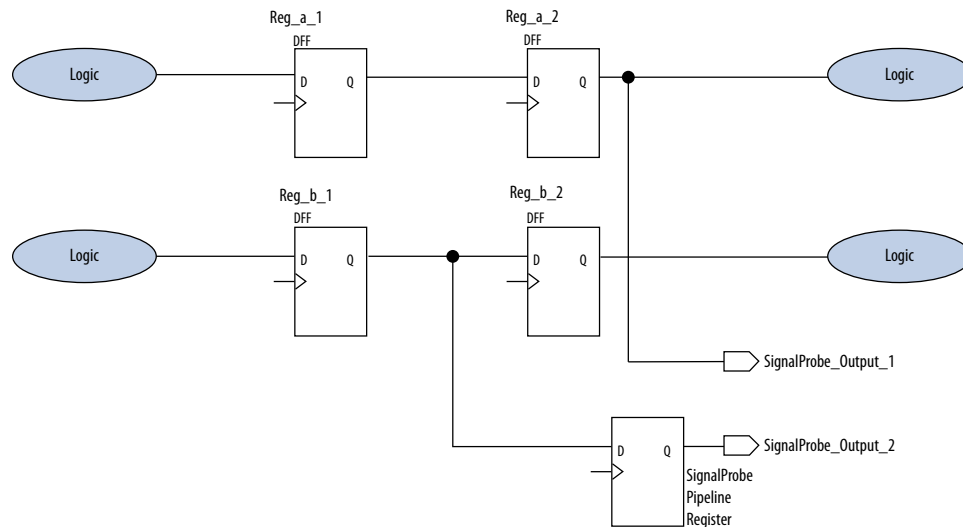 Reg_a_1
Reg_a_2
DFF
DFF
Logic
D Q
D Q
Logic
Reg_b_1
Reg_b_2
DFF
DFF
Logic
D Q
D Q
Logic
SignalProbe_Output_1
D Q
SignalProbe_Output_2
SignalProbe
Pipeline
Register